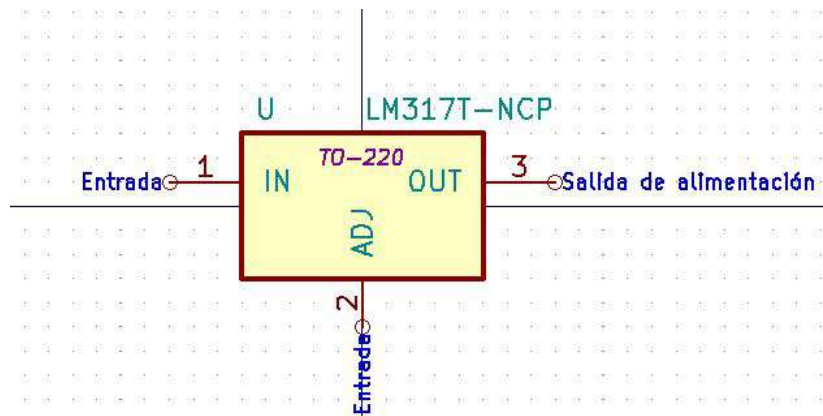 U LM317T-NCP
TO-220
Entrada 1 IN OUT 3 Salida de alimentación
ADJ
2
Entrada